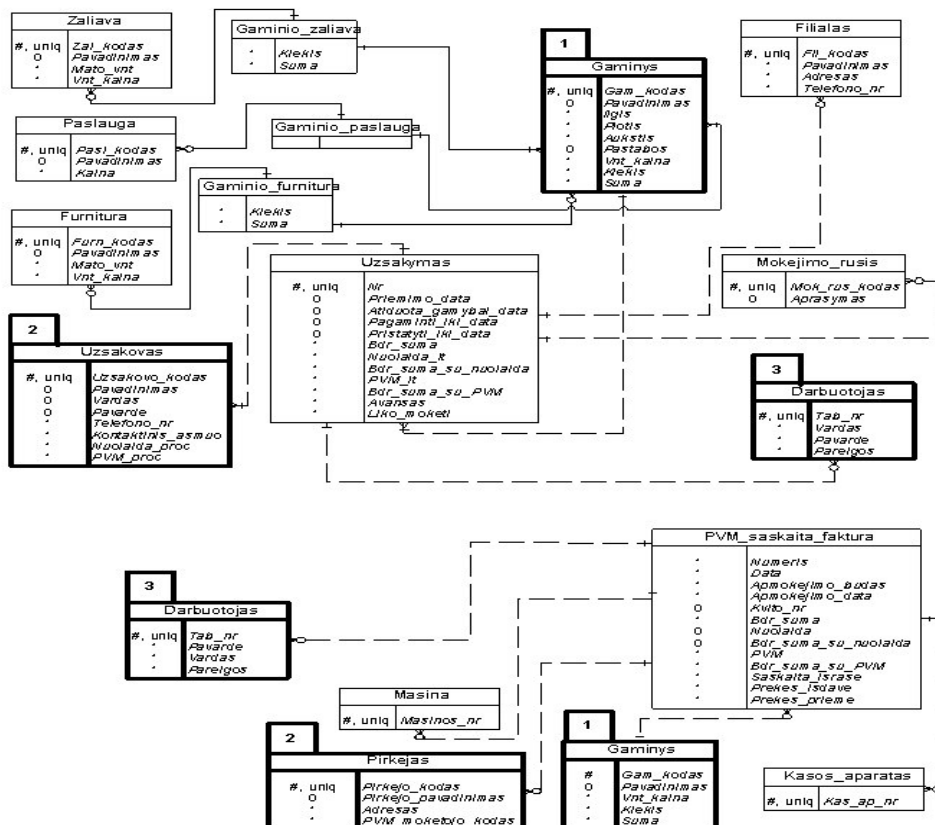 Zaliava
#, uniq Zal_kodas
O Pavadinimas
* Mato_vnt
* Vnt_kaina
Gaminio_zaliava
* Kiekis
* Suma
1
Gaminys
#, uniq Gam_kodas
O Pavadinimas
* Ilgis
* Plotis
* Aukstis
O Pastabos
* Vnt_kaina
* Kiekis
* Suma
Filialas
#, uniq Fil_kodas
* Pavadinimas
* Adresas
* Telefono_nr
Paslauga
#, uniq Pasl_kodas
O Pavadinimas
* Kaina
Gaminio_paslauga
Gaminio_furnitura
* Kiekis
* Suma
Furnitura
#, uniq Furn_kodas
O Pavadinimas
* Mato_vnt
* Vnt_kaina
Uzsakymas
#, uniq Nr
O Priemimo_data
O Atiduota_gamybai_data
O Pagaminti_iki_data
O Pristatyti_iki_data
* Bdr_suma
* Nuolaida_lt
* Bdr_suma_su_nuolaida
* PVM_lt
* Bdr_suma_su_PVM
* Avansas
* Liko_moketi
Mokejimo_rusis
#, uniq Mok_rus_kodas
O Aprasymas
2
Uzsakovas
#, uniq Uzsakovo_kodas
O Pavadinimas
O Vardas
O Pavarde
* Telefono_nr
* Kontaktinis_asmuo
* Nuolaida_proc
* PVM_proc
3
Darbuotojas
#, uniq Tab_nr
* Vardas
* Pavarde
* Pareigos
PVM_saskaita_faktura
* Numeris
* Data
* Apmokejimo_budas
* Apmokejimo_data
O Kvito_nr
* Bdr_suma
O Nuolaida
O Bdr_suma_su_nuolaida
* PVM
* Bdr_suma_su_PVM
* Saskaita_israse
* Prekes_isdave
* Prekes_prieme
3
Darbuotojas
#, uniq Tab_nr
* Pavarde
* Vardas
* Pareigos
Masina
#, uniq Masinos_nr
2
Pirkejas
#, uniq Pirkejo_kodas
O Pirkejo_pavadinimas
* Adresas
* PVM_moketojo_kodas
1
Gaminys
# Gam_kodas
O Pavadinimas
* Vnt_kaina
* Kiekis
* Suma
Kasos_aparatas
#, uniq Kas_ap_nr